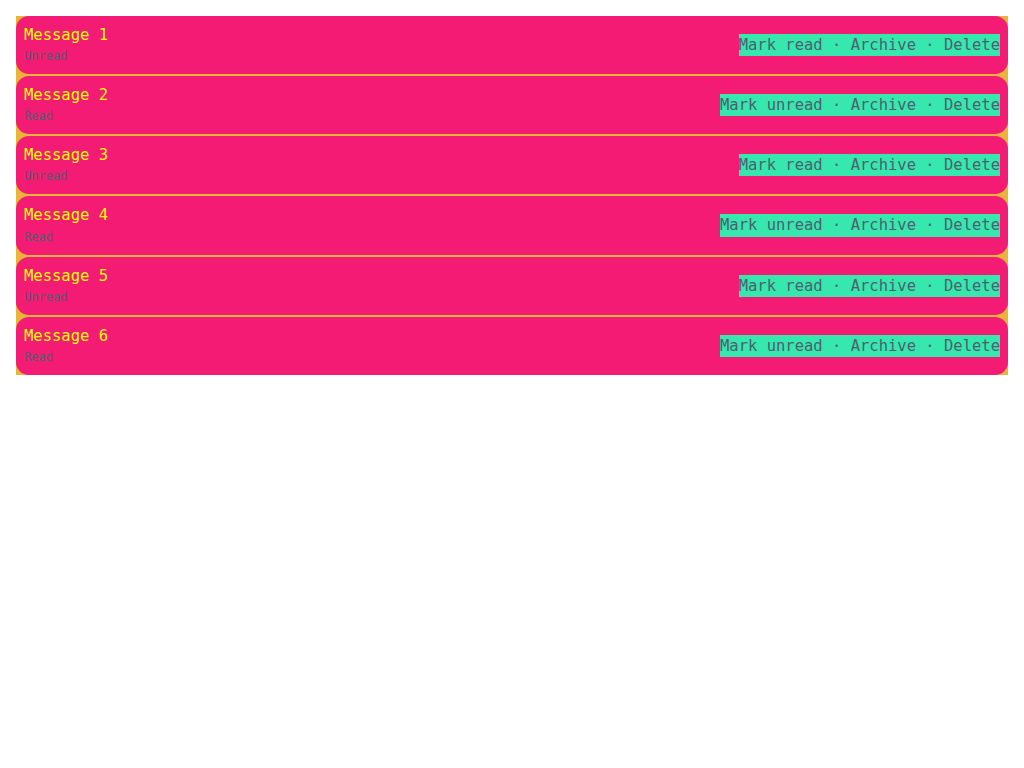 Message 1
Unread
Mark read · Archive · Delete
Message 2
Read
Mark unread · Archive · Delete
Message 3
Unread
Mark read · Archive · Delete
Message 4
Read
Mark unread · Archive · Delete
Message 5
Unread
Mark read · Archive · Delete
Message 6
Read
Mark unread · Archive · Delete